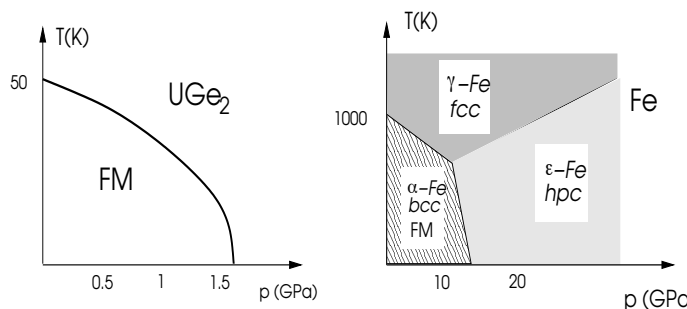 T(K)
50
UGe2
FM
0.5
1
1.5
p (GPa)
T(K)
1000
γ–Fe
fcc
Fe
α–Fe
bcc
FM
ε–Fe
hpc
10
20
p (GPa